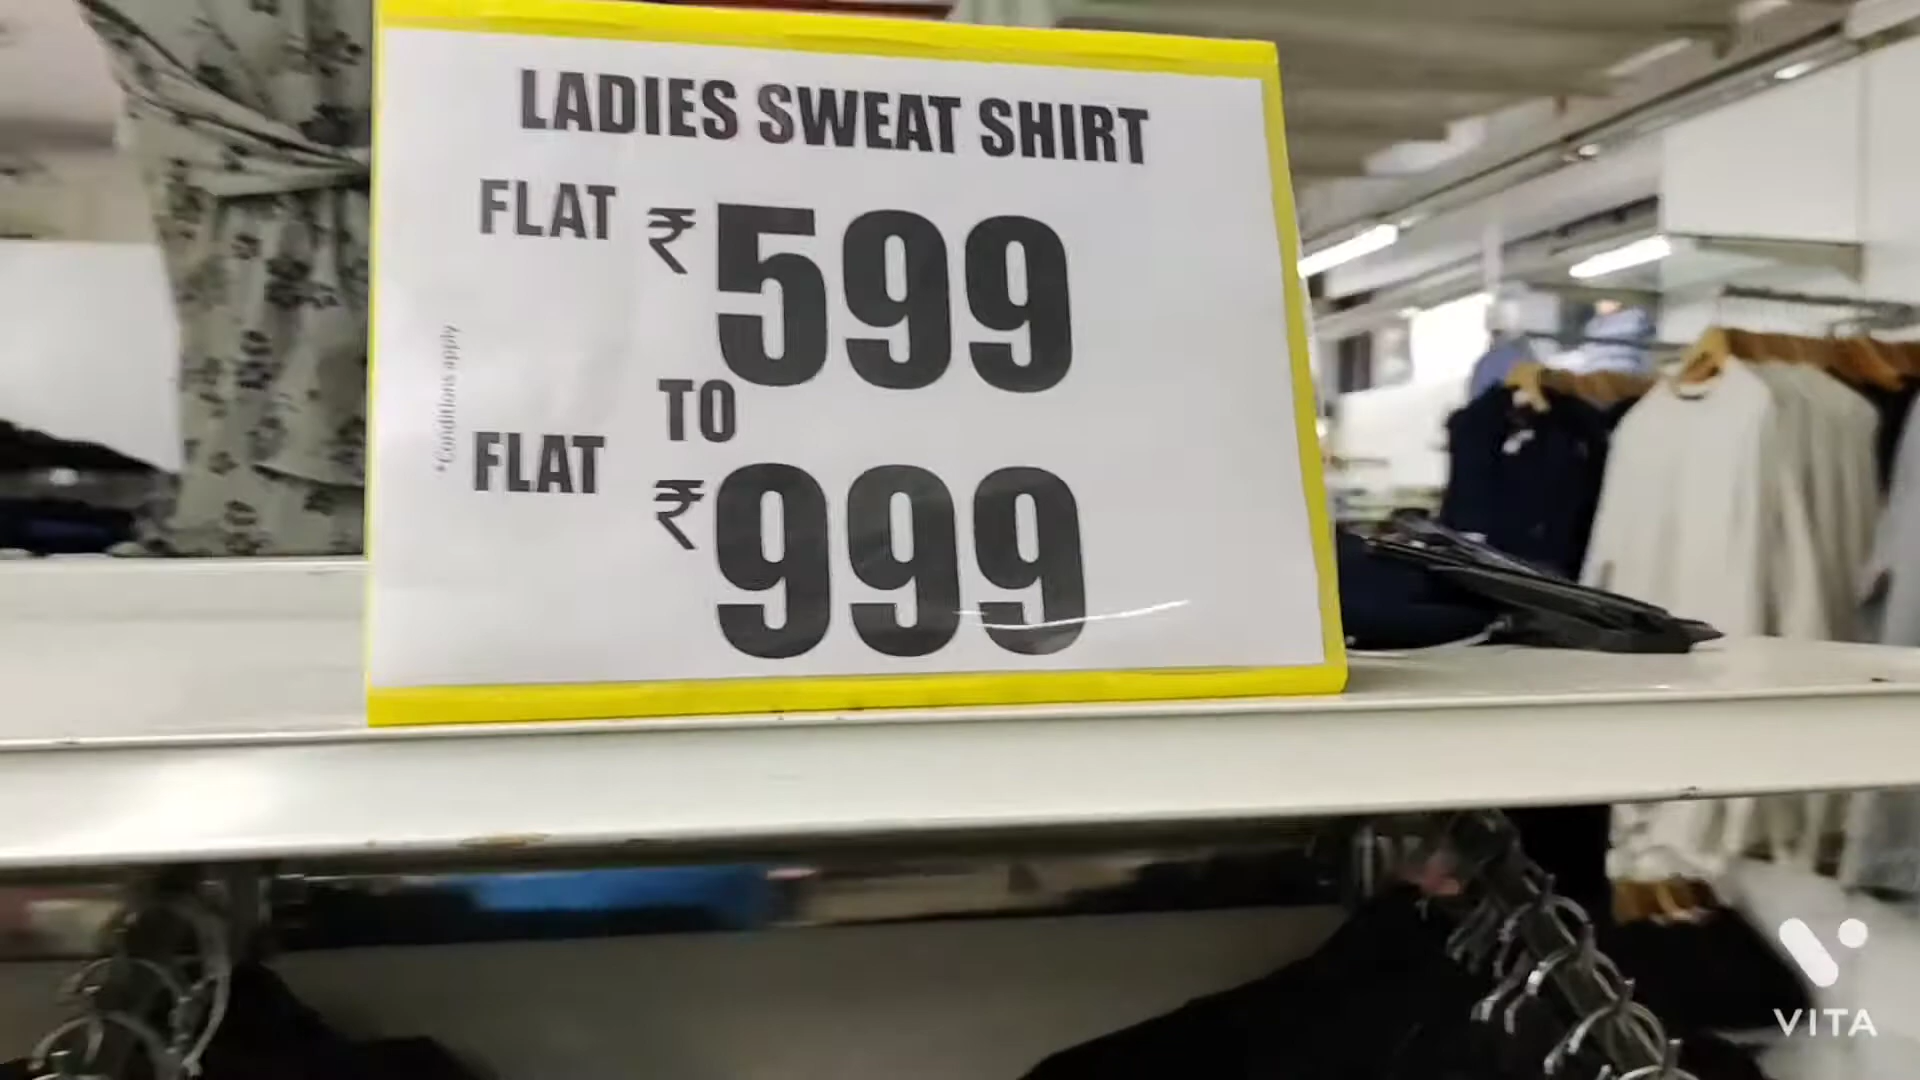 LADIES SWEAT SHIRT
FLAT ₹599
TO
FLAT ₹999
*Conditions apply
VITA